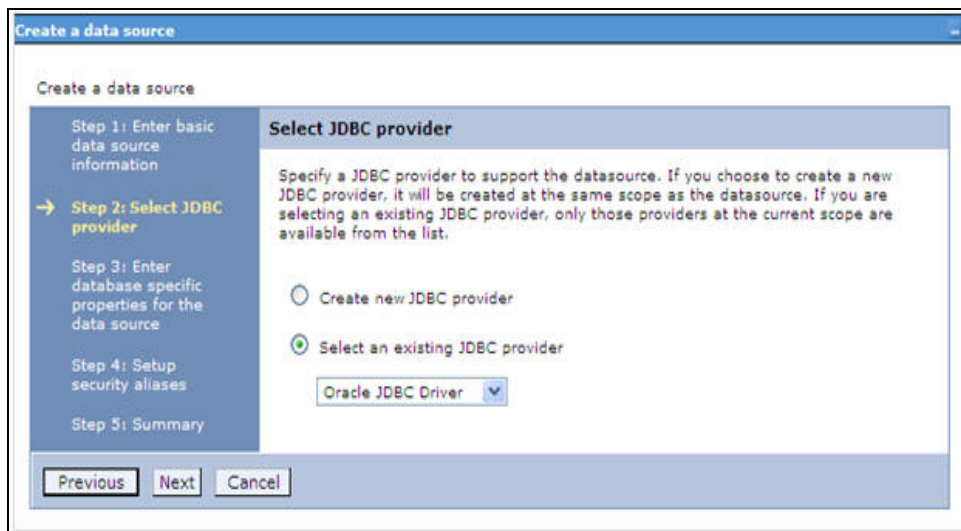 Create a data source
Create a data source
Step 1: Enter basic
data source
information
Step 2: Select JDBC
provider
Step 3: Enter
database specific
properties for the
data source
Step 4: Setup
security aliases
Step 5: Summary
Select JDBC provider
Specify a JDBC provider to support the datasource. If you choose to create a new
JDBC provider, it will be created at the same scope as the datasource. If you are
selecting an existing JDBC provider, only those providers at the current scope are
available from the list.
Create new JDBC provider
Select an existing JDBC provider
Oracle JDBC Driver
Previous Next Cancel